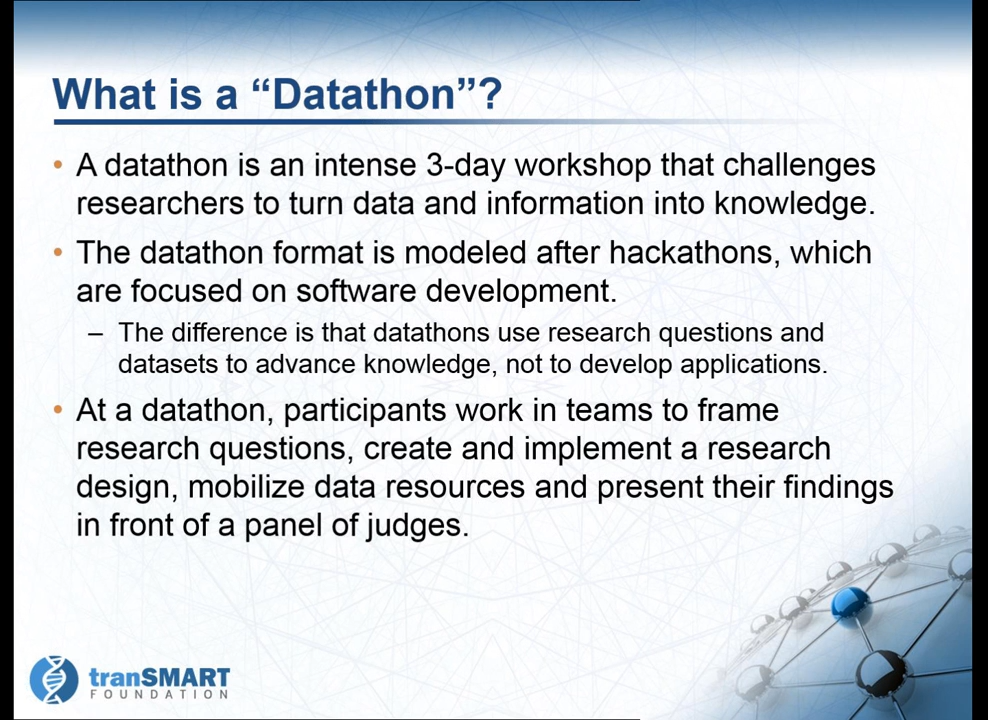 What is a “Datathon”?
• A datathon is an intense 3-day workshop that challenges
researchers to turn data and information into knowledge.
• The datathon format is modeled after hackathons, which
are focused on software development.
– The difference is that datathons use research questions and
datasets to advance knowledge, not to develop applications.
• At a datathon, participants work in teams to frame
research questions, create and implement a research
design, mobilize data resources and present their findings
in front of a panel of judges.
tranSMART
FOUNDATION